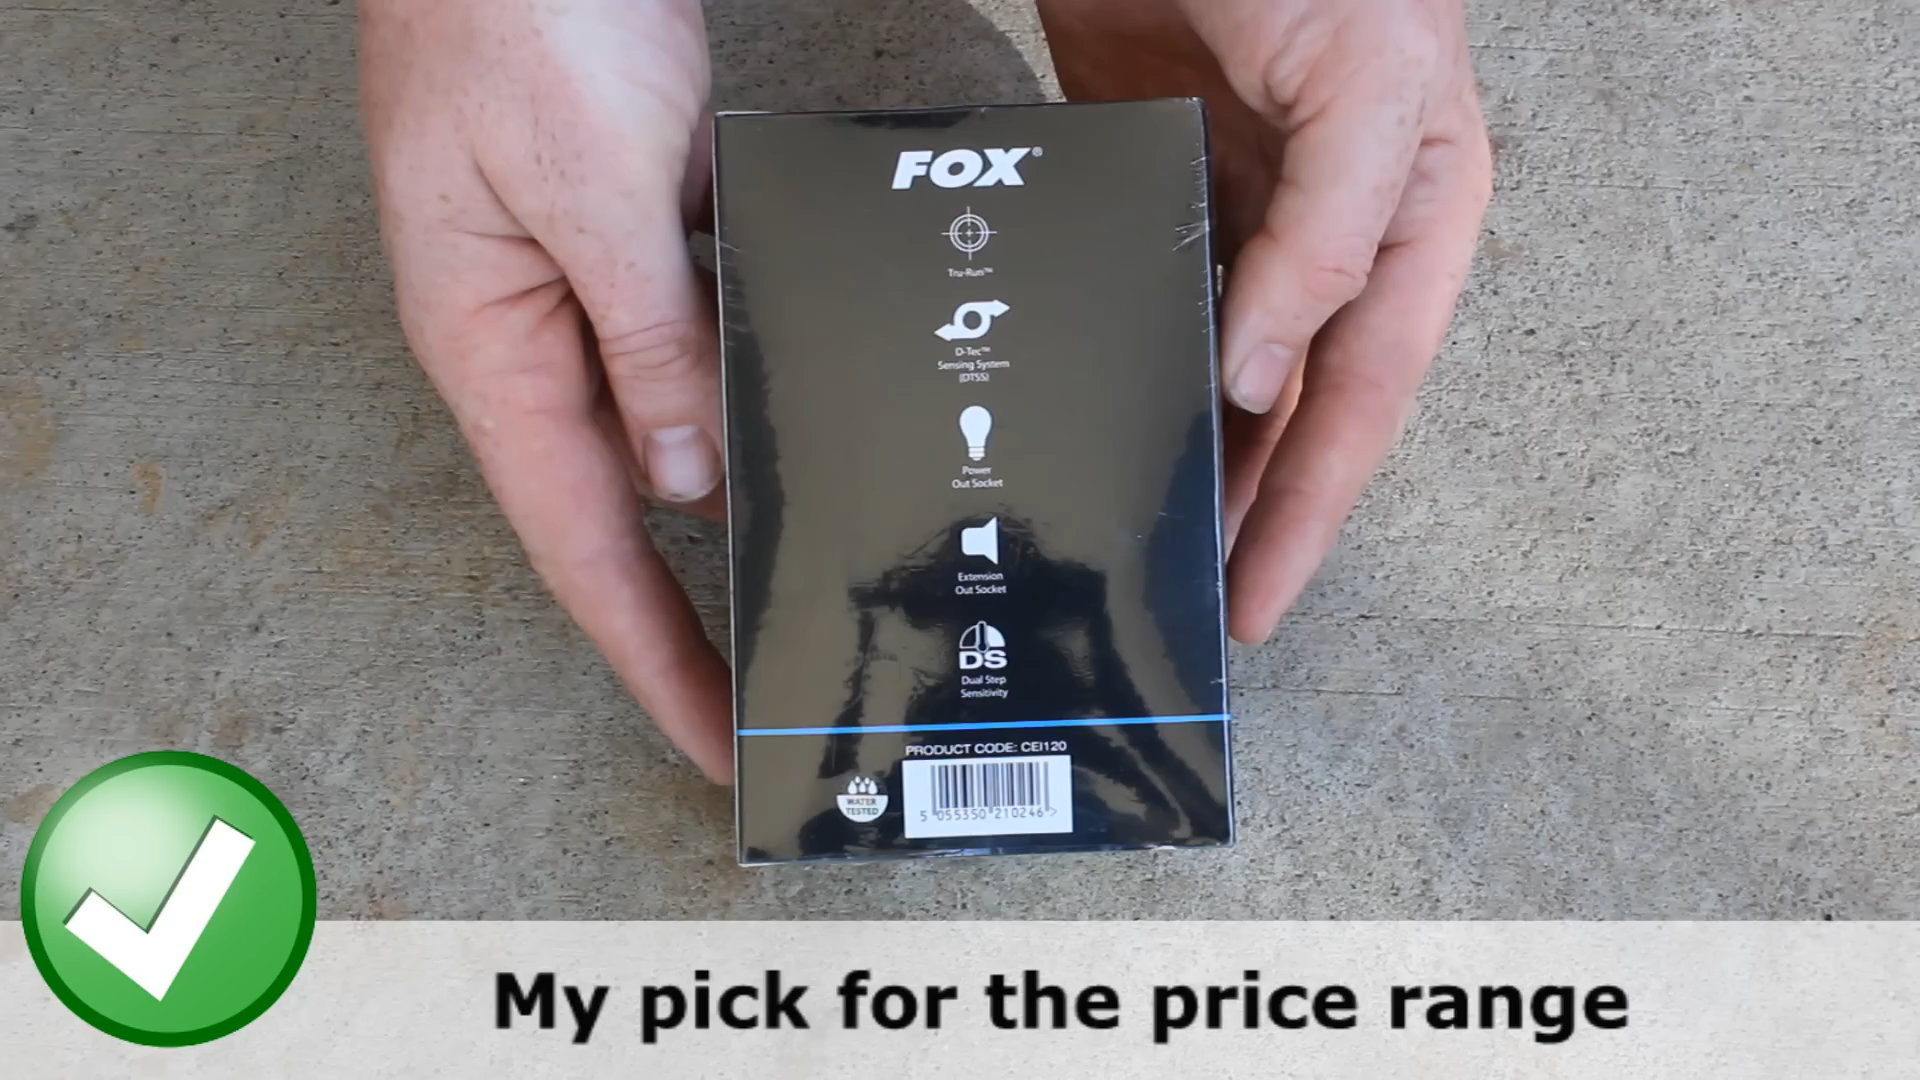 FOX®
Tru-Run™
D-Tec™
Sensing System
(DTSS)
Power
Out Socket
Extension
Out Socket
DS
Dual Step
Sensitivity
PRODUCT CODE: CEI120
WATER
TESTED
5 055350 210246 >
My pick for the price range